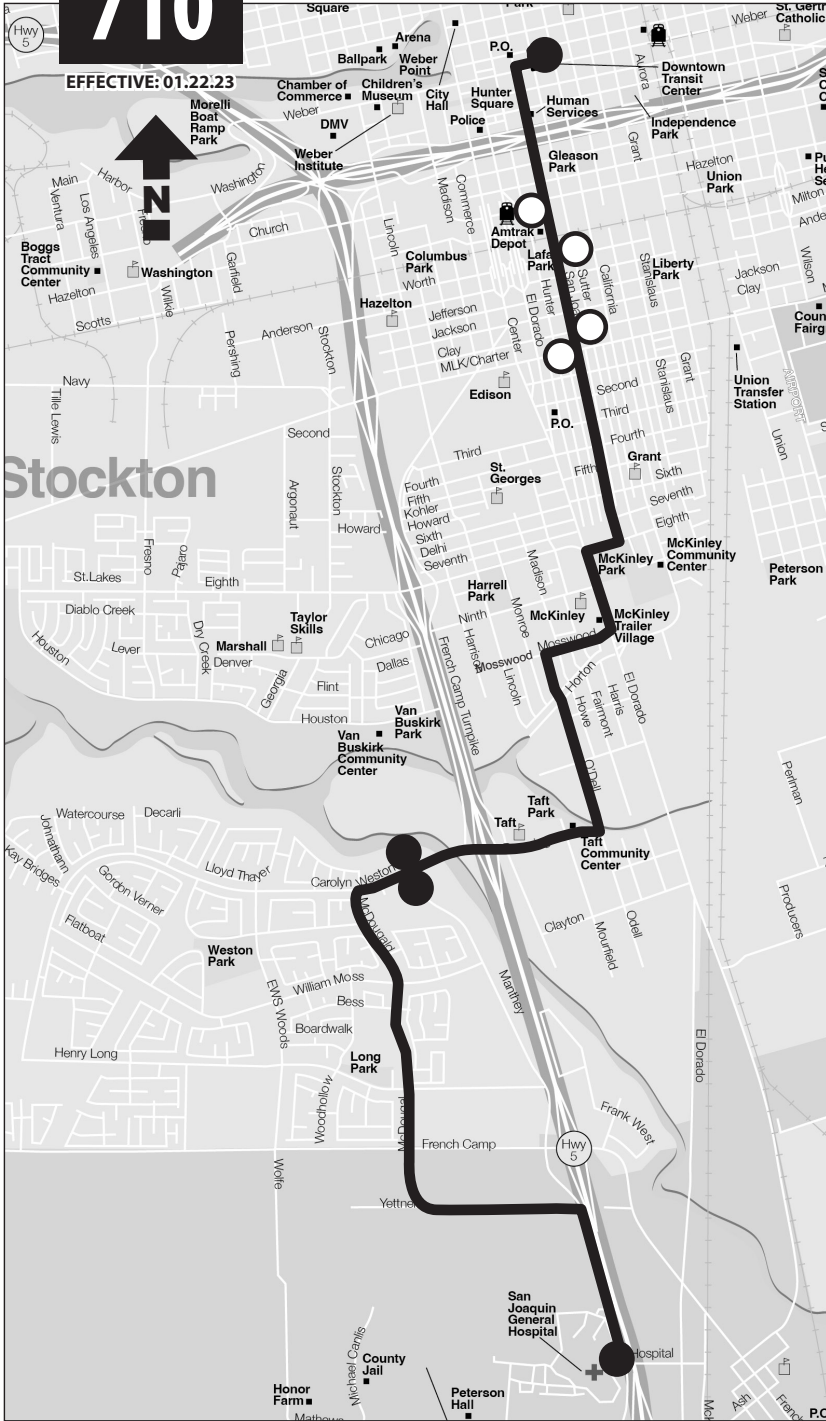 710
EFFECTIVE: 01.22.23
Hwy
5
Square
Arena
Ballpark
Weber
Point
P.O.
Weber
St. Gertr
Catholic
Aurora
Downtown
Transit
Center
Chamber of
Commerce
Children's
Museum
City
Hall
Hunter
Square
Human
Services
Independence
Park
Morelli
Boat
Ramp
Park
Weber
DMV
Police
Weber
Institute
Gleason
Park
Grant
Hazelton
Union
Park
Milton
N
Main
Harbor
Ventura
Los Angeles
Washington
Church
Lincoln
Madison
Commerce
Amtrak
Depot
Boggs
Tract
Community
Center
Washington
Garfield
Columbus
Park
Worth
Hunter
Sutter
California
Stanislaus
Liberty
Park
Jackson
Clay
Wilson
Hazelton
Wilkie
Scotts
Hazelton
Pershing
Anderson
Stockton
Jefferson
Jackson
Clay
MLK/Charter
Center
El Dorado
Edison
Second
Third
Fourth
Stanislaus
Grant
Union
Transfer
Station
AIRPORT
Navy
Tille Lewis
P.O.
Second
Union
Stockton
Third
St.
Georges
Fifth
Grant
Sixth
Seventh
Eighth
Argonaut
Stockton
Howard
Fourth
Fifth
Kohler
Howard
Sixth
Delhi
Seventh
Madison
McKinley
Park
McKinley
Community
Center
Peterson
Park
Fresno
St.Lakes
Eighth
Harrell
Park
Diablo Creek
Ninth
Monroe
McKinley
McKinley
Trailer
Village
Houston
Lever
Dry Creek
Marshall
Taylor
Skills
Denver
Georgia
Chicago
Dallas
French Camp Turnpike
Harrison
Mosswood
Mosswood
Lincoln
Horton
Howe
Fairmont
Harris
El Dorado
Flint
Houston
Van
Buskirk
Park
Van
Buskirk
Community
Center
O'Dell
Perlman
Taft
Park
Taft
Taft
Community
Center
Watercourse
Decarli
Johnathann
Kay Bridges
Gordon Verner
Lloyd Thayer
Carolyn Weston
McDougald
Flatboat
Weston
Park
Clayton
Mourfield
Odell
Producers
William Moss
Bess
EWS Woods
Boardwalk
Manthey
Henry Long
Long
Park
Woodhollow
El Dorado
Frank West
French Camp
Hwy
5
Wolfe
Yettner
San
Joaquin
General
Hospital
Hospital
Michael Canlis
County
Jail
Honor
Farm
Peterson
Hall
Ash